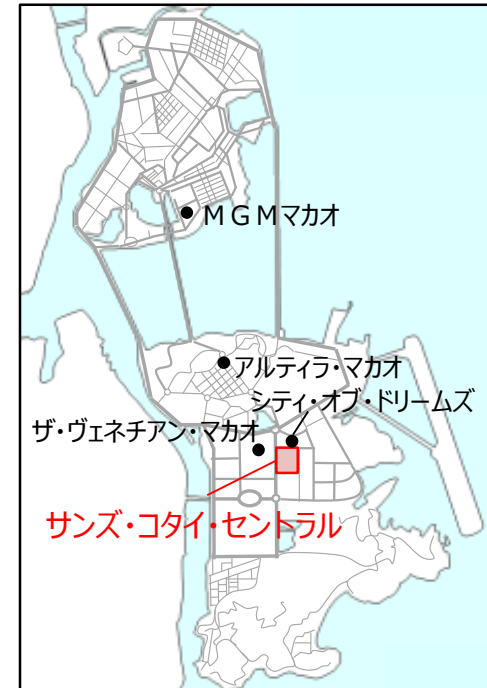 ＭＧＭマカオ
アルティラ・マカオ
シティ・オブ・ドリームズ
ザ・ヴェネチアン・マカオ
サンズ・コタイ・セントラル